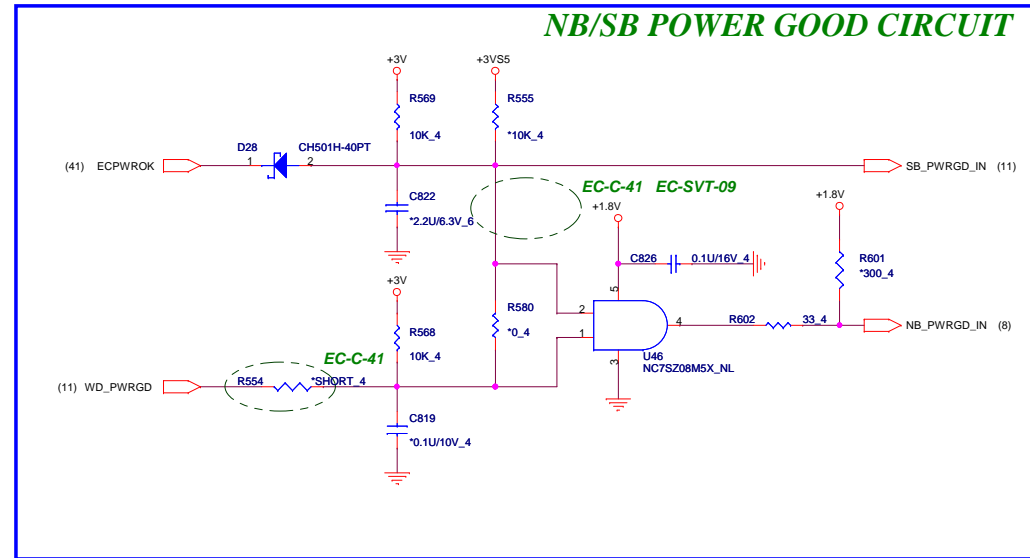 NB/SB POWER GOOD CIRCUIT
+3V
+3VS5
R569
10K_4
R555
*10K_4
D28
CH501H-40PT
1
2
(41) ECPWROK
SB_PWRGD_IN (11)
EC-C-41 EC-SVT-09
C822
*2.2U/6.3V_6
+1.8V
+1.8V
C826
0.1U/16V_4
R601
*300_4
+3V
5
R580
*0_4
2
1
4
R602
33_4
NB_PWRGD_IN (8)
R568
10K_4
3
U46
NC7SZ08M5X_NL
EC-C-41
(11) WD_PWRGD
R554
*SHORT_4
C819
*0.1U/10V_4